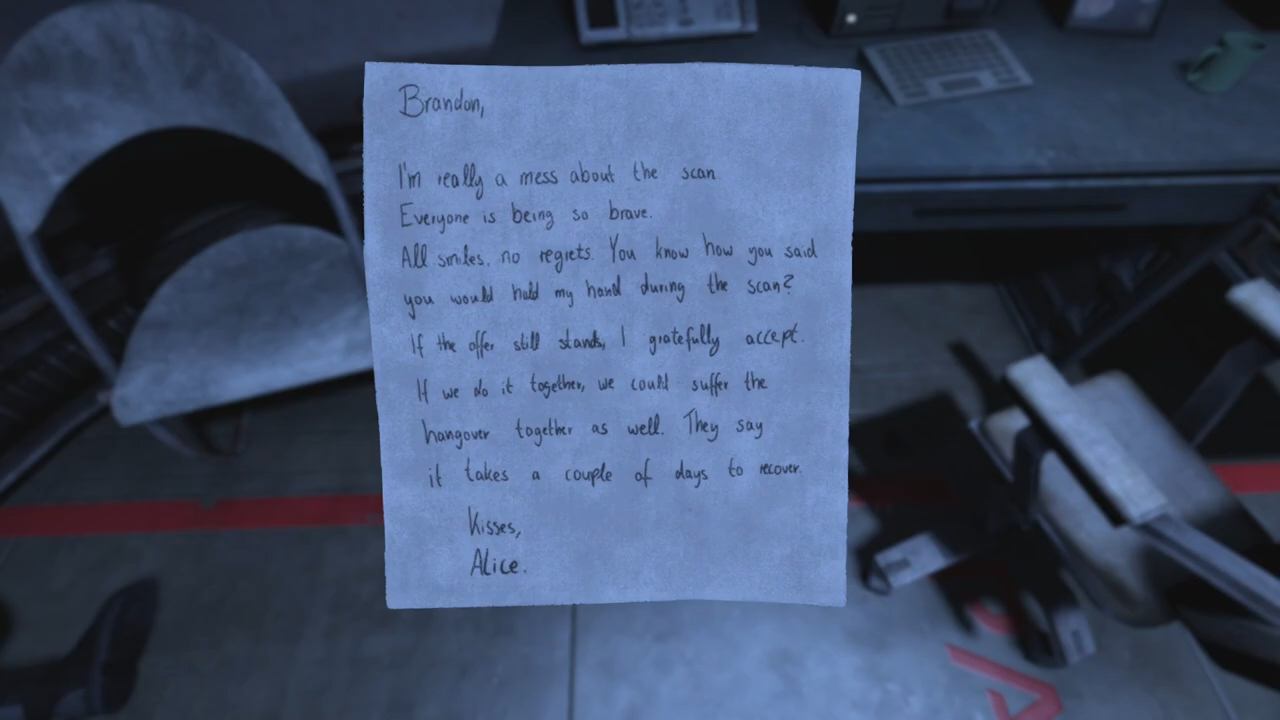 Brandon,
I'm really a mess about the scan
Everyone is being so brave.
All smiles, no regrets. You know how you said
you would hold my hand during the scan?
If the offer still stands, I gratefully accept.
If we do it together, we could suffer the
hangover together as well. They say
it takes a couple of days to recover.
Kisses,
Alice.